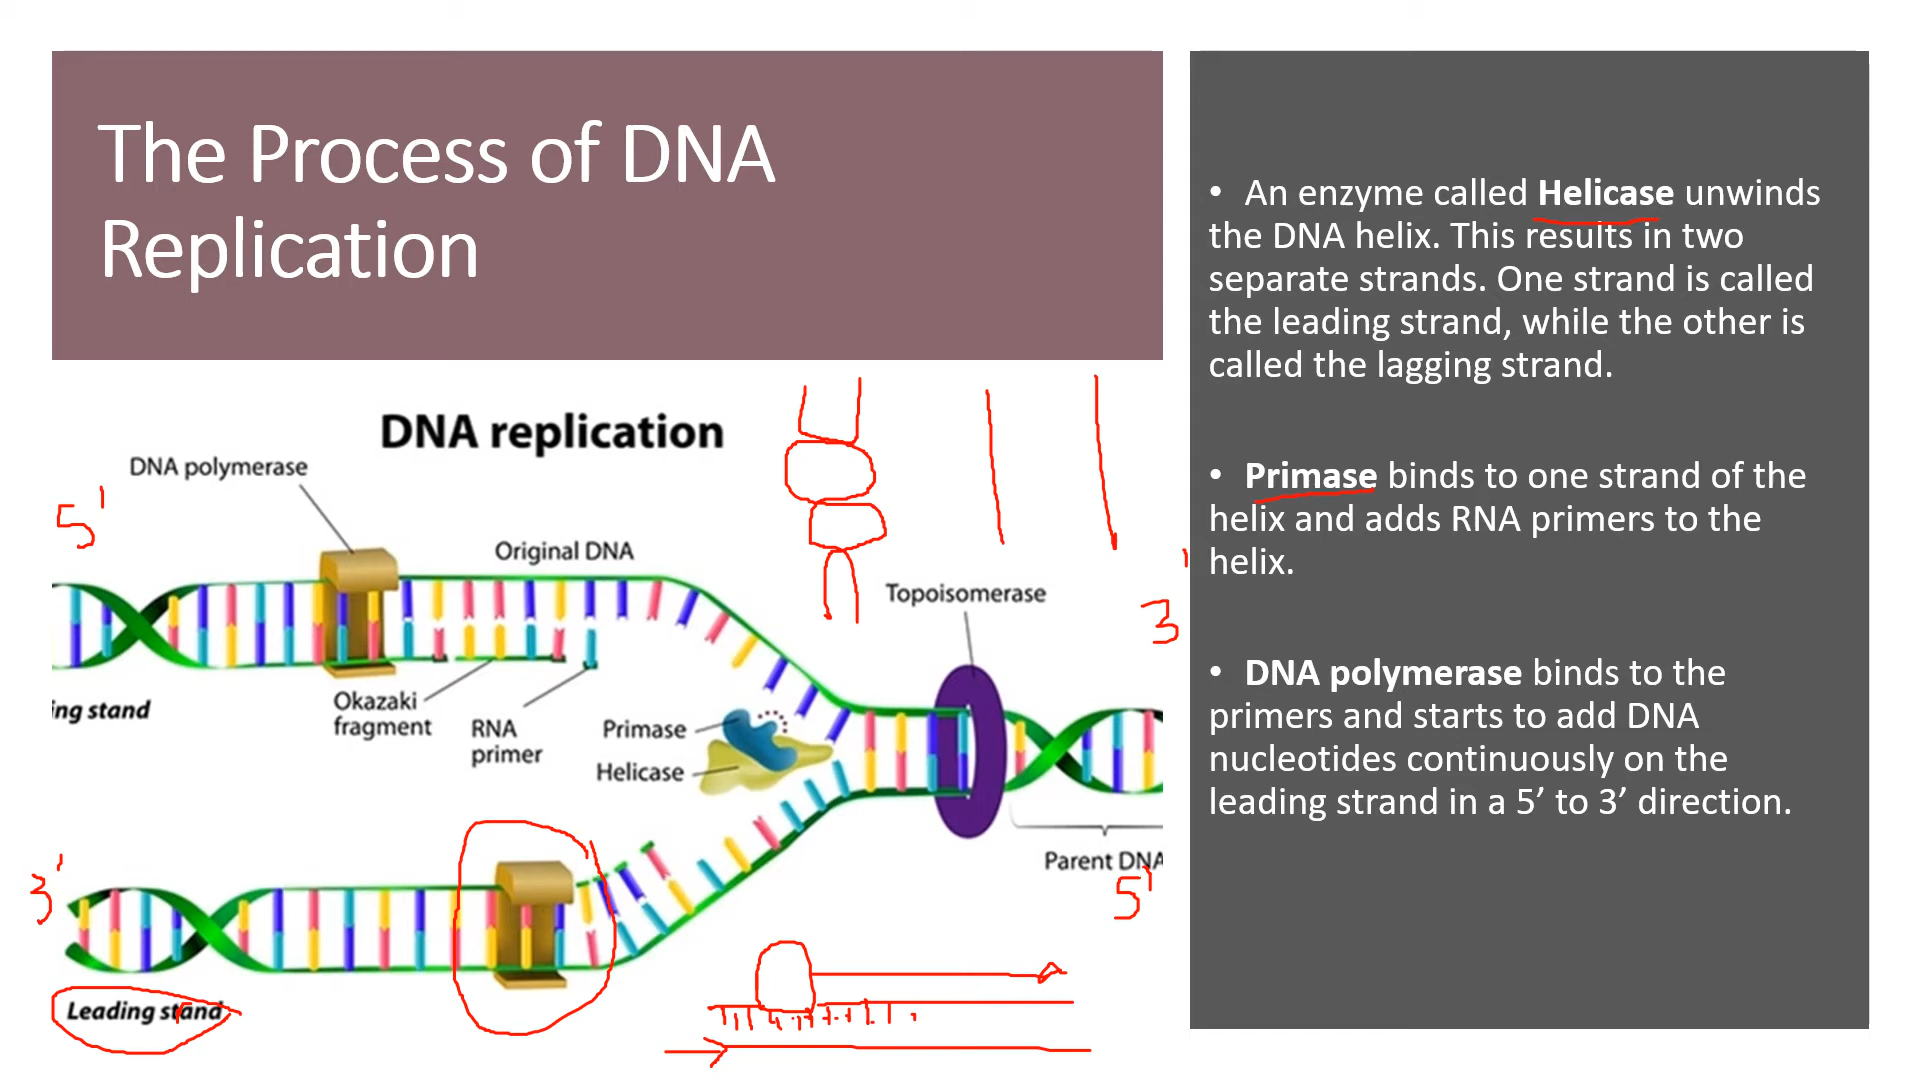 The Process of DNA
Replication
• An enzyme called Helicase unwinds
the DNA helix. This results in two
separate strands. One strand is called
the leading strand, while the other is
called the lagging strand.
• Primase binds to one strand of the
helix and adds RNA primers to the
helix.
• DNA polymerase binds to the
primers and starts to add DNA
nucleotides continuously on the
leading strand in a 5’ to 3’ direction.
DNA replication
DNA polymerase
5'
Original DNA
Topoisomerase
3'
ing stand
Okazaki
fragment
RNA
primer
Primase
Helicase
Parent DNA
3'
5'
Leading stand